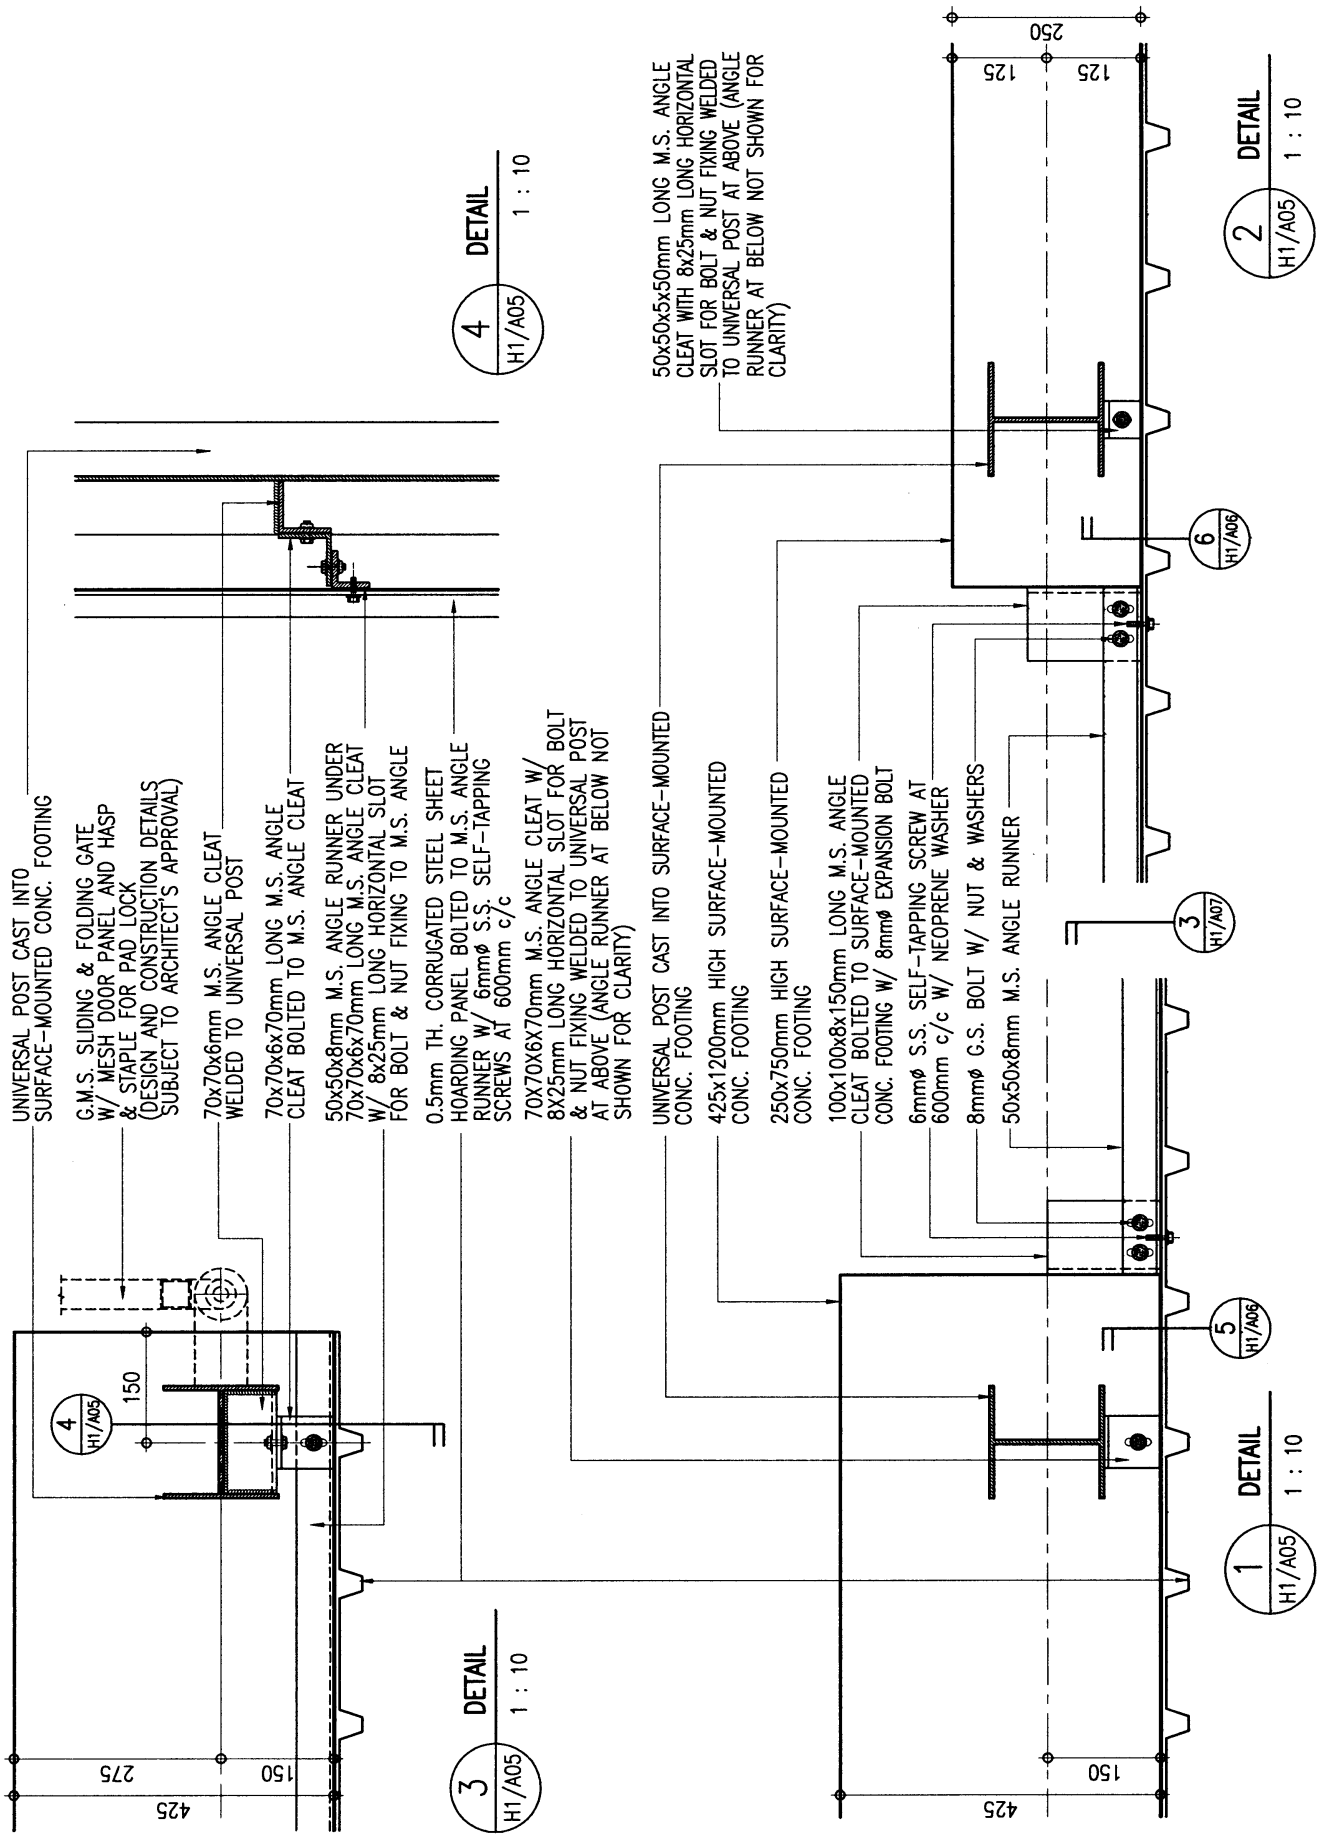 UNIVERSAL POST CAST INTO
SURFACE-MOUNTED CONC. FOOTING
G.M.S. SLIDING & FOLDING GATE
W/ MESH DOOR PANEL AND HASP
& STAPLE FOR PAD LOCK
(DESIGN AND CONSTRUCTION DETAILS
SUBJECT TO ARCHITECT'S APPROVAL)
70x70x6mm M.S. ANGLE CLEAT
WELDED TO UNIVERSAL POST
70x70x6x70mm LONG M.S. ANGLE
CLEAT BOLTED TO M.S. ANGLE CLEAT
50x50x8mm M.S. ANGLE RUNNER UNDER
70x70x6x70mm LONG M.S. ANGLE CLEAT
W/ 8x25mm LONG HORIZONTAL SLOT
FOR BOLT & NUT FIXING TO M.S. ANGLE
0.5mm TH. CORRUGATED STEEL SHEET
HOARDING PANEL BOLTED TO M.S. ANGLE
RUNNER W/ 6mmø S.S. SELF-TAPPING
SCREWS AT 600mm c/c
70X70X6X70mm M.S. ANGLE CLEAT W/
8X25mm LONG HORIZONTAL SLOT FOR BOLT
& NUT FIXING WELDED TO UNIVERSAL POST
AT ABOVE (ANGLE RUNNER AT BELOW NOT
SHOWN FOR CLARITY)
UNIVERSAL POST CAST INTO SURFACE-MOUNTED
CONC. FOOTING
425x1200mm HIGH SURFACE-MOUNTED
CONC. FOOTING
250x750mm HIGH SURFACE-MOUNTED
CONC. FOOTING
100x100x8x150mm LONG M.S. ANGLE
CLEAT BOLTED TO SURFACE-MOUNTED
CONC. FOOTING W/ 8mmø EXPANSION BOLT
6mmø S.S. SELF-TAPPING SCREW AT
600mm c/c W/ NEOPRENE WASHER
8mmø G.S. BOLT W/ NUT & WASHERS
50x50x8mm M.S. ANGLE RUNNER
50x50x5x50mm LONG M.S. ANGLE
CLEAT WITH 8x25mm LONG HORIZONTAL
SLOT FOR BOLT & NUT FIXING WELDED
TO UNIVERSAL POST AT ABOVE (ANGLE
RUNNER AT BELOW NOT SHOWN FOR
CLARITY)
4
H1/A05
150
275
150
425
3
H1/A05
DETAIL
1 : 10
4
H1/A05
DETAIL
1 : 10
425
150
5
H1/A06
3
H1/A07
6
H1/A06
125
125
250
1
H1/A05
DETAIL
1 : 10
2
H1/A05
DETAIL
1 : 10